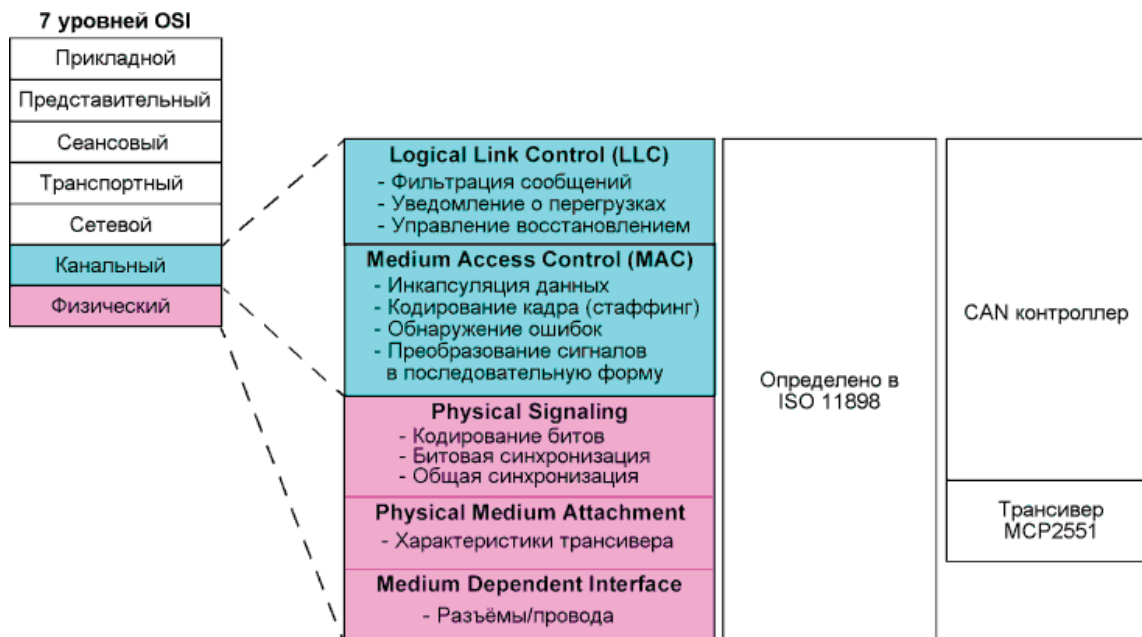 7 уровней OSI
Прикладной
Представительный
Сеансовый
Транспортный
Сетевой
Канальный
Физический
Logical Link Control (LLC)
- Фильтрация сообщений
- Уведомление о перегрузках
- Управление восстановлением
Medium Access Control (MAC)
- Инкапсуляция данных
- Кодирование кадра (стаффинг)
- Обнаружение ошибок
- Преобразование сигналов
в последовательную форму
Physical Signaling
- Кодирование битов
- Битовая синхронизация
- Общая синхронизация
Physical Medium Attachment
- Характеристики трансивера
Medium Dependent Interface
- Разъёмы/провода
Определено в
ISO 11898
CAN контроллер
Трансивер
MCP2551